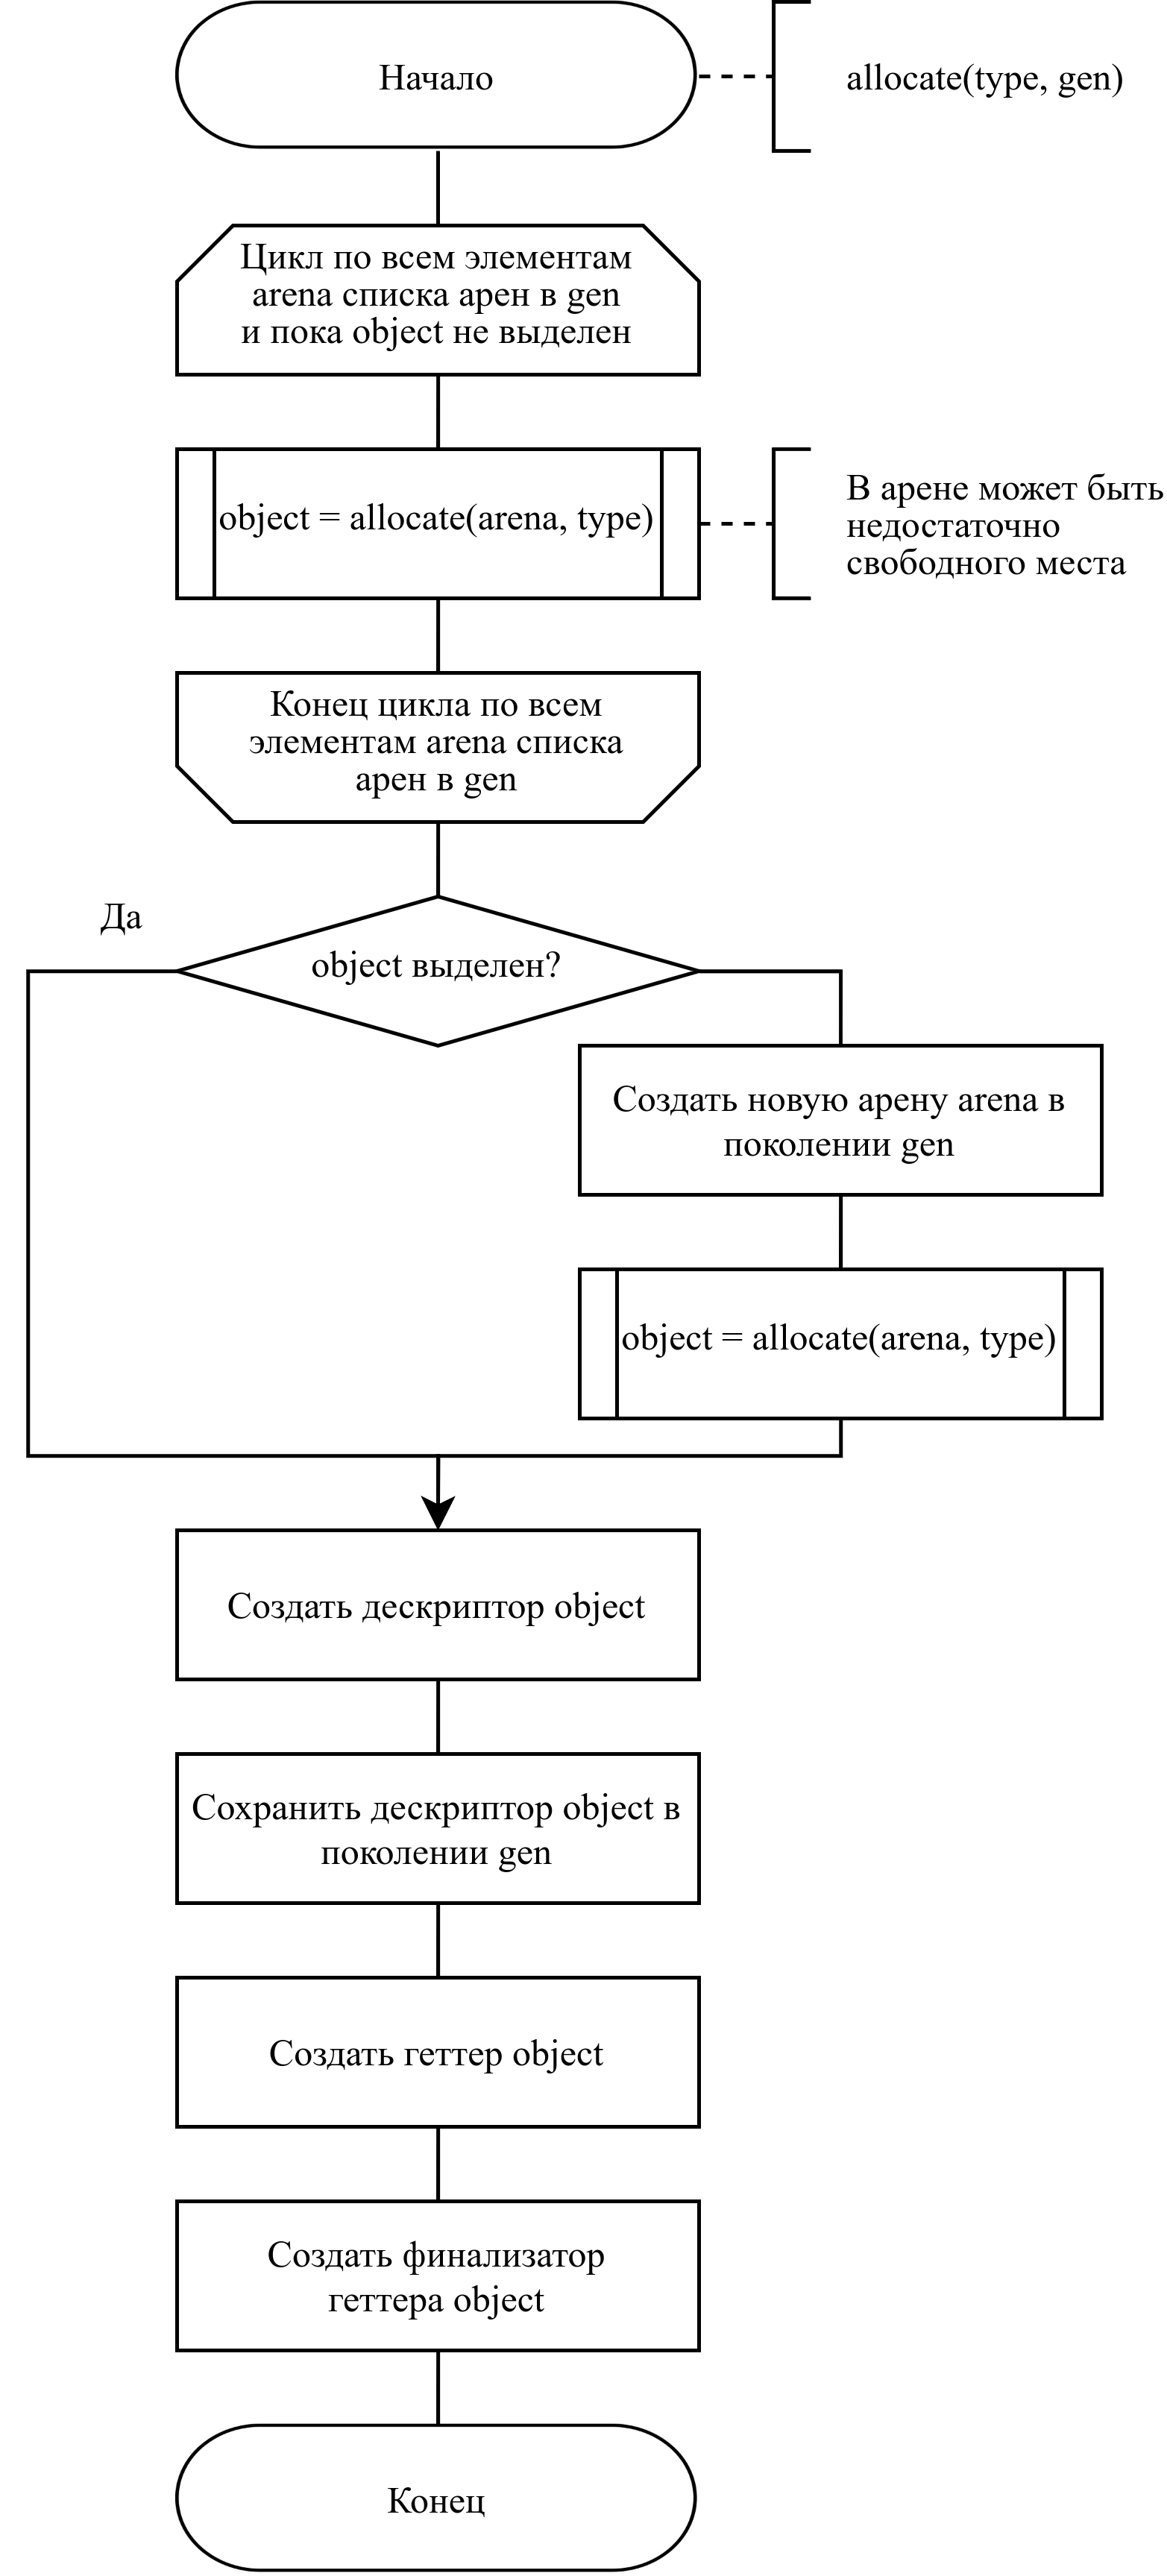 Начало
allocate(type, gen)
Цикл по всем элементам
arena списка арен в gen
и пока object не выделен
object = allocate(arena, type)
В арене может быть
недостаточно
свободного места
Конец цикла по всем
элементам arena списка
арен в gen
Да
object выделен?
Создать новую арену arena в
поколении gen
object = allocate(arena, type)
Создать дескриптор object
Сохранить дескриптор object в
поколении gen
Создать геттер object
Создать финализатор
геттера object
Конец